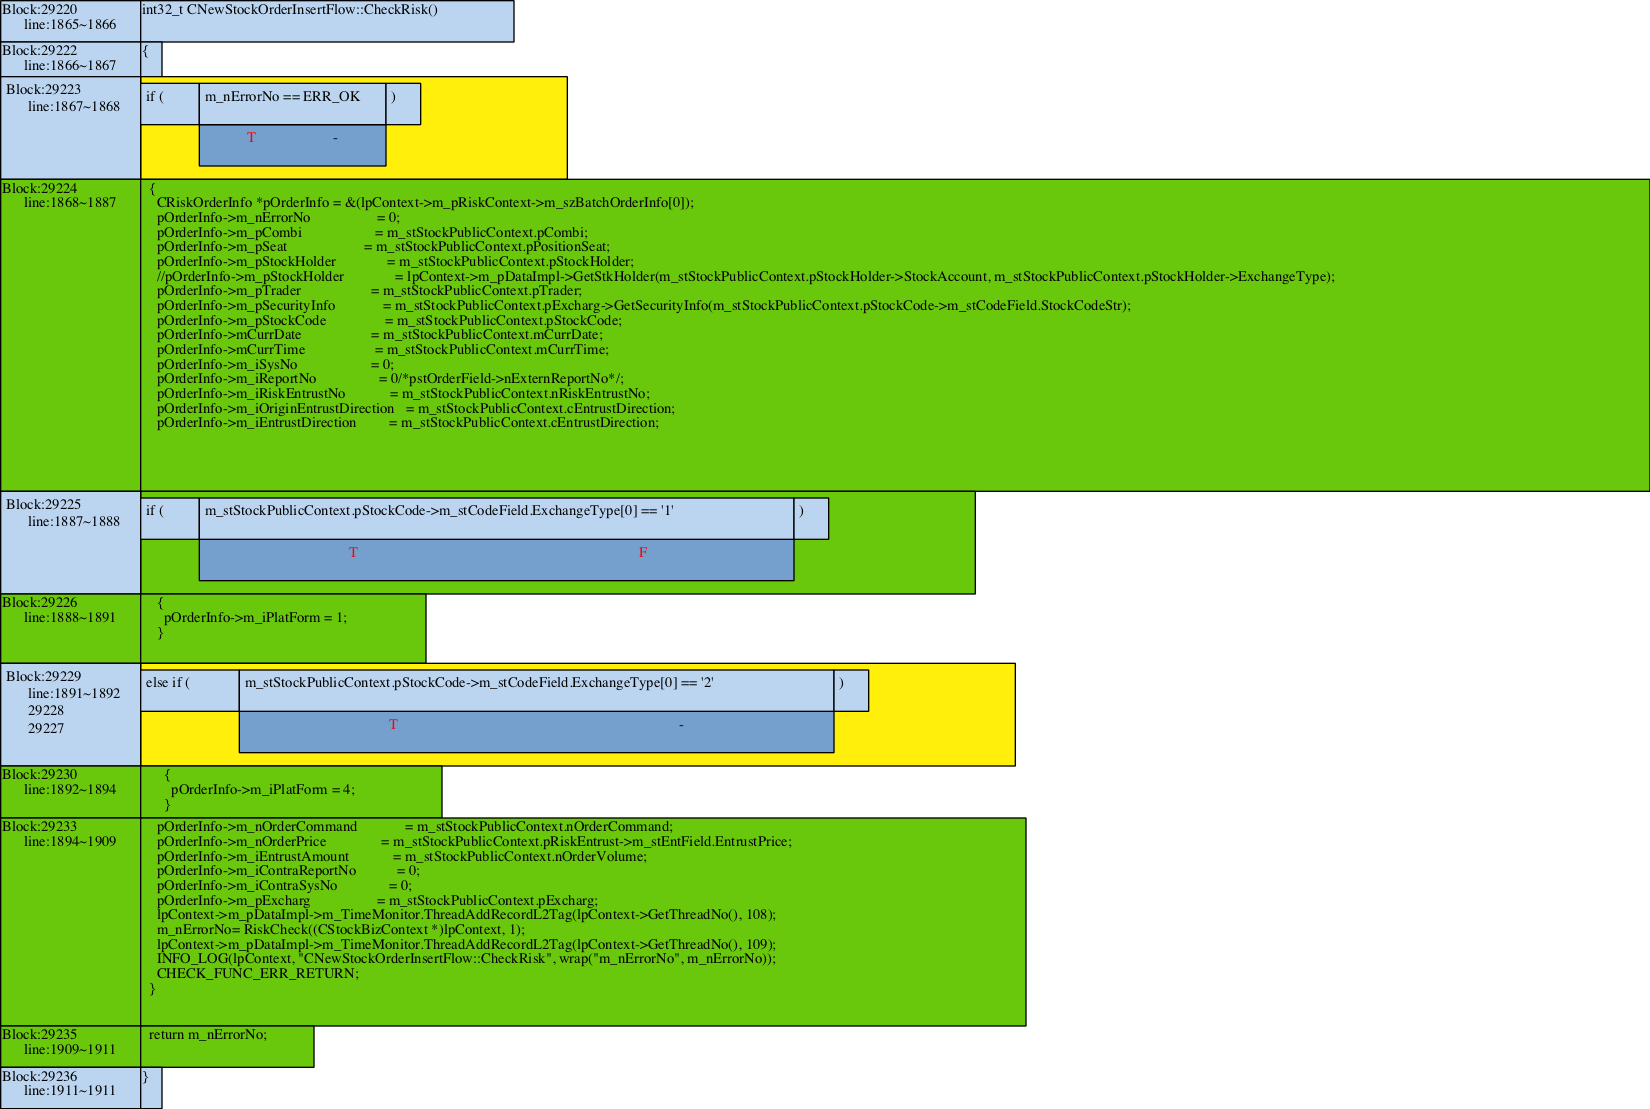 Block:29220 int32_t CNewStockOrderInsertFlow::CheckRisk()
line:1865~1866
Block:29222 {
line:1866~1867
Block:29223 if ( m_nErrorNo == ERR_OK )
line:1867~1868
T -
Block:29224 {
line:1868~1887 CRiskOrderInfo *pOrderInfo = &(lpContext->m_pRiskContext->m_szBatchOrderInfo[0]);
pOrderInfo->m_nErrorNo = 0;
pOrderInfo->m_pCombi = m_stStockPublicContext.pCombi;
pOrderInfo->m_pSeat = m_stStockPublicContext.pPositionSeat;
pOrderInfo->m_pStockHolder = m_stStockPublicContext.pStockHolder;
//pOrderInfo->m_pStockHolder = lpContext->m_pDataImpl->GetStkHolder(m_stStockPublicContext.pStockHolder->StockAccount, m_stStockPublicContext.pStockHolder->ExchangeType);
pOrderInfo->m_pTrader = m_stStockPublicContext.pTrader;
pOrderInfo->m_pSecurityInfo = m_stStockPublicContext.pExcharg->GetSecurityInfo(m_stStockPublicContext.pStockCode->m_stCodeField.StockCodeStr);
pOrderInfo->m_pStockCode = m_stStockPublicContext.pStockCode;
pOrderInfo->mCurrDate = m_stStockPublicContext.mCurrDate;
pOrderInfo->mCurrTime = m_stStockPublicContext.mCurrTime;
pOrderInfo->m_iSysNo = 0;
pOrderInfo->m_iReportNo = 0/*pstOrderField->nExternReportNo*/;
pOrderInfo->m_iRiskEntrustNo = m_stStockPublicContext.nRiskEntrustNo;
pOrderInfo->m_iOriginEntrustDirection = m_stStockPublicContext.cEntrustDirection;
pOrderInfo->m_iEntrustDirection = m_stStockPublicContext.cEntrustDirection;
Block:29225 if ( m_stStockPublicContext.pStockCode->m_stCodeField.ExchangeType[0] == '1' )
line:1887~1888
T F
Block:29226 {
line:1888~1891 pOrderInfo->m_iPlatForm = 1;
}
Block:29229 else if ( m_stStockPublicContext.pStockCode->m_stCodeField.ExchangeType[0] == '2' )
line:1891~1892
29228
T -
29227
Block:29230 {
line:1892~1894 pOrderInfo->m_iPlatForm = 4;
}
Block:29233 pOrderInfo->m_nOrderCommand = m_stStockPublicContext.nOrderCommand;
line:1894~1909 pOrderInfo->m_nOrderPrice = m_stStockPublicContext.pRiskEntrust->m_stEntField.EntrustPrice;
pOrderInfo->m_iEntrustAmount = m_stStockPublicContext.nOrderVolume;
pOrderInfo->m_iContraReportNo = 0;
pOrderInfo->m_iContraSysNo = 0;
pOrderInfo->m_pExcharg = m_stStockPublicContext.pExcharg;
lpContext->m_pDataImpl->m_TimeMonitor.ThreadAddRecordL2Tag(lpContext->GetThreadNo(), 108);
m_nErrorNo= RiskCheck((CStockBizContext *)lpContext, 1);
lpContext->m_pDataImpl->m_TimeMonitor.ThreadAddRecordL2Tag(lpContext->GetThreadNo(), 109);
INFO_LOG(lpContext, "CNewStockOrderInsertFlow::CheckRisk", wrap("m_nErrorNo", m_nErrorNo));
CHECK_FUNC_ERR_RETURN;
}
Block:29235 return m_nErrorNo;
line:1909~1911
Block:29236 }
line:1911~1911